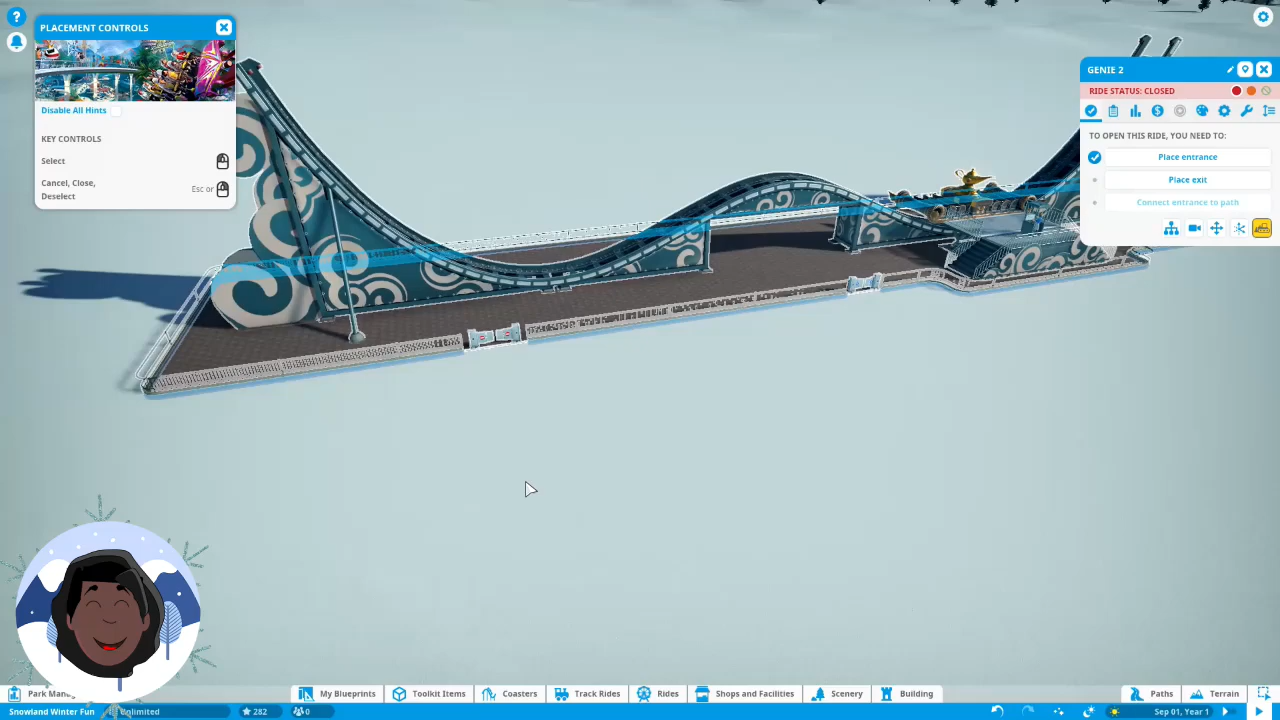 ?
PLACEMENT CONTROLS
Disable All Hints
KEY CONTROLS
Select
Cancel, Close,
Deselect
Esc or
GENIE 2
RIDE STATUS: CLOSED
TO OPEN THIS RIDE, YOU NEED TO:
Place entrance
Place exit
Connect entrance to path
My Blueprints
Toolkit Items
Coasters
Track Rides
Rides
Shops and Facilities
Scenery
Building
Paths
Terrain
Snowland Winter Fun
282
0
Sep 01, Year 1